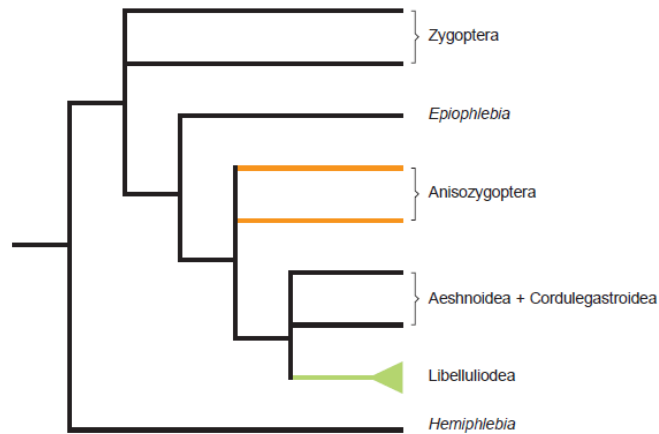 Zygoptera
Epiophlebia
Anisozygoptera
Aeshnoidea + Cordulegastroidea
Libelluliodea
Hemiphlebia